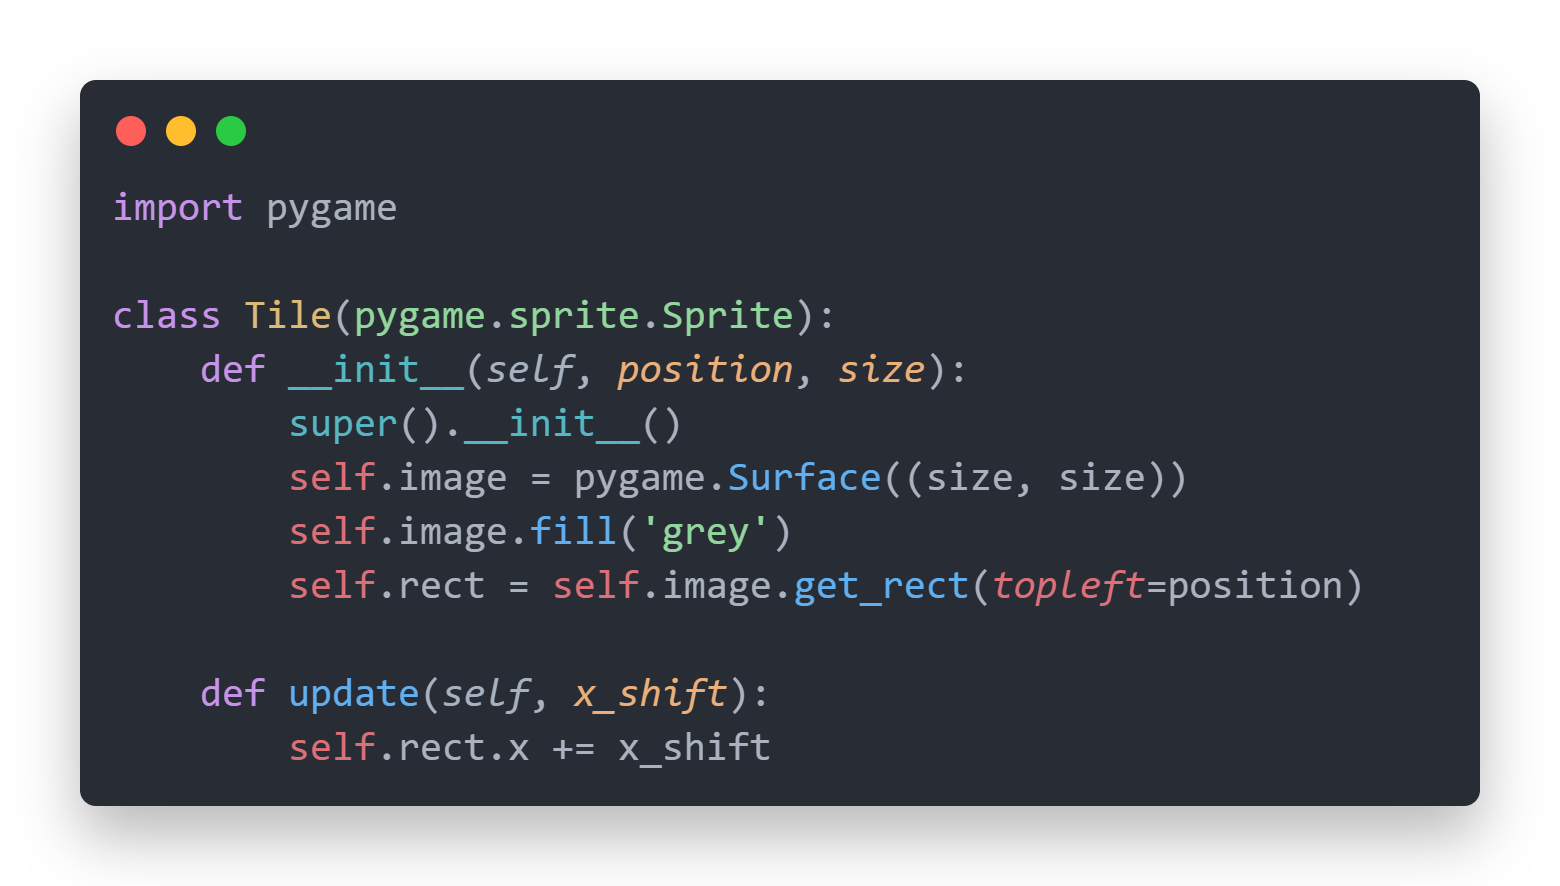 import pygame

class Tile(pygame.sprite.Sprite):
    def __init__(self, position, size):
        super().__init__()
        self.image = pygame.Surface((size, size))
        self.image.fill('grey')
        self.rect = self.image.get_rect(topleft=position)

    def update(self, x_shift):
        self.rect.x += x_shift